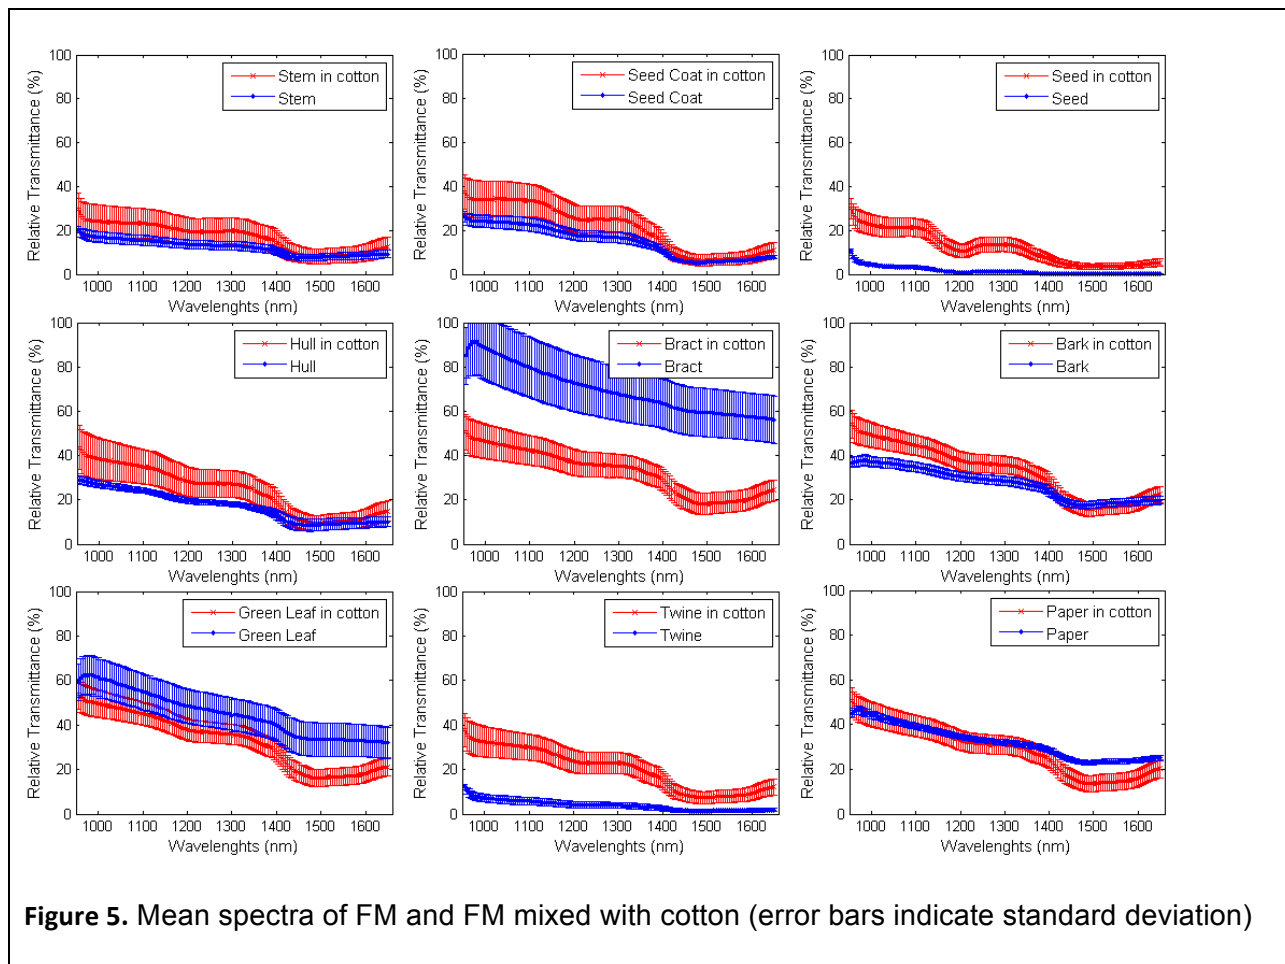 100
80
60
40
20
0
Relative Transmittance (%)
Stem in cotton
Stem
1000 1100 1200 1300 1400 1500 1600
Wavelenghts (nm)
100
80
60
40
20
0
Relative Transmittance (%)
Seed Coat in cotton
Seed Coat
1000 1100 1200 1300 1400 1500 1600
Wavelenghts (nm)
100
80
60
40
20
0
Relative Transmittance (%)
Seed in cotton
Seed
1000 1100 1200 1300 1400 1500 1600
Wavelenghts (nm)
100
80
60
40
20
0
Relative Transmittance (%)
Hull in cotton
Hull
1000 1100 1200 1300 1400 1500 1600
Wavelenghts (nm)
100
80
60
40
20
0
Relative Transmittance (%)
Bract in cotton
Bract
1000 1100 1200 1300 1400 1500 1600
Wavelenghts (nm)
100
80
60
40
20
0
Relative Transmittance (%)
Bark in cotton
Bark
1000 1100 1200 1300 1400 1500 1600
Wavelenghts (nm)
100
80
60
40
20
0
Relative Transmittance (%)
Green Leaf in cotton
Green Leaf
1000 1100 1200 1300 1400 1500 1600
Wavelenghts (nm)
100
80
60
40
20
0
Relative Transmittance (%)
Twine in cotton
Twine
1000 1100 1200 1300 1400 1500 1600
Wavelenghts (nm)
100
80
60
40
20
0
Relative Transmittance (%)
Paper in cotton
Paper
1000 1100 1200 1300 1400 1500 1600
Wavelenghts (nm)
Figure 5. Mean spectra of FM and FM mixed with cotton (error bars indicate standard deviation)